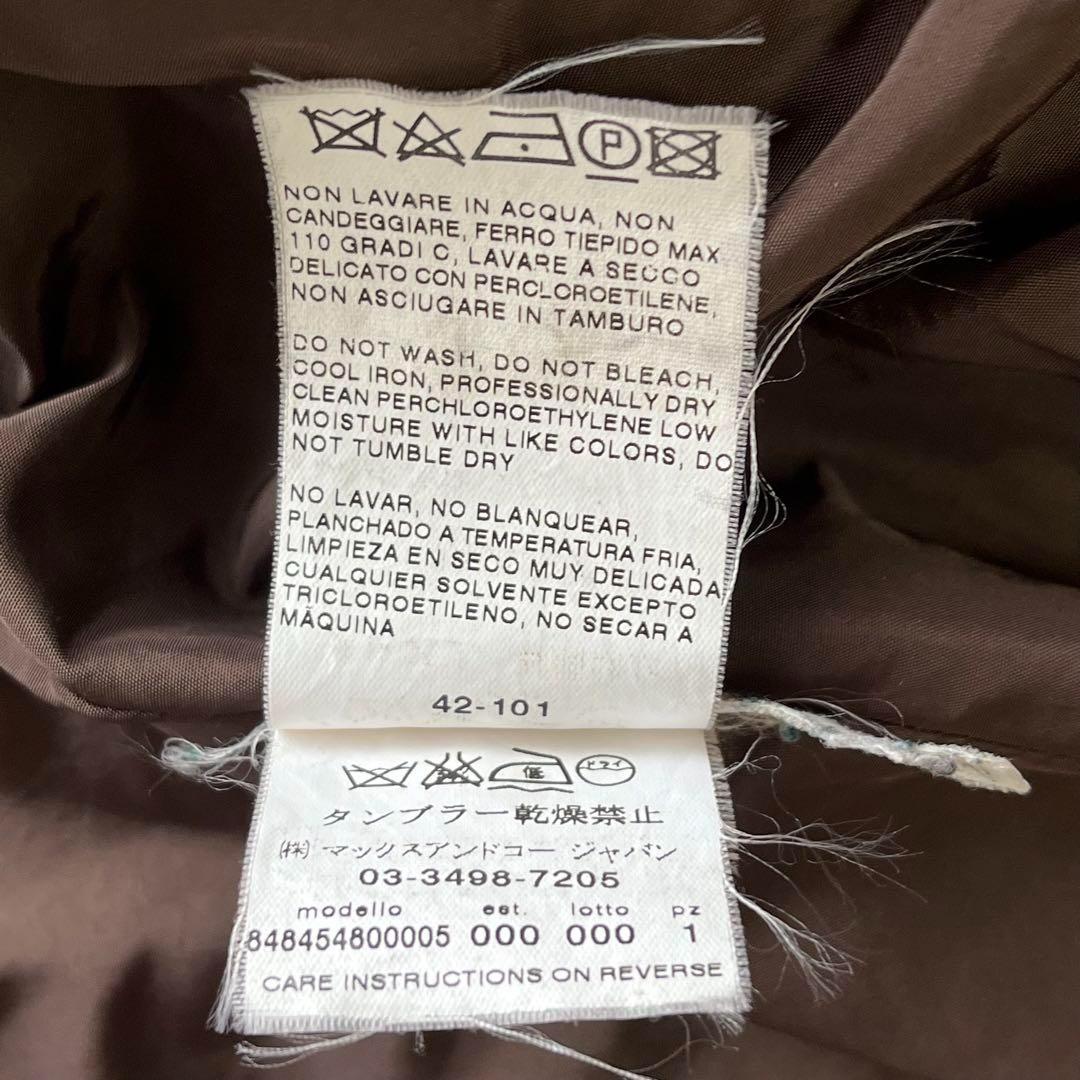 P
NON LAVARE IN ACQUA, NON
CANDEGGIARE, FERRO TIEPIDO MAX
110 GRADI C, LAVARE A SECCO
DELICATO CON PERCLOROETILENE,
NON ASCIUGARE IN TAMBURO
DO NOT WASH, DO NOT BLEACH,
COOL IRON, PROFESSIONALLY DRY
CLEAN PERCHLOROETHYLENE LOW
MOISTURE WITH LIKE COLORS, DO
NOT TUMBLE DRY
NO LAVAR, NO BLANQUEAR,
PLANCHADO A TEMPERATURA FRIA,
LIMPIEZA EN SECO MUY DELICADA
CUALQUIER SOLVENTE EXCEPTO
TRICLOROETILENO, NO SECAR A
MÄQUINA
42-101
低 ドライ
タンブラー乾燥禁止
㈱ マックスアンドコー ジャパン
03-3498-7205
modello est. lotto pz
848454800005 000 000 1
CARE INSTRUCTIONS ON REVERSE